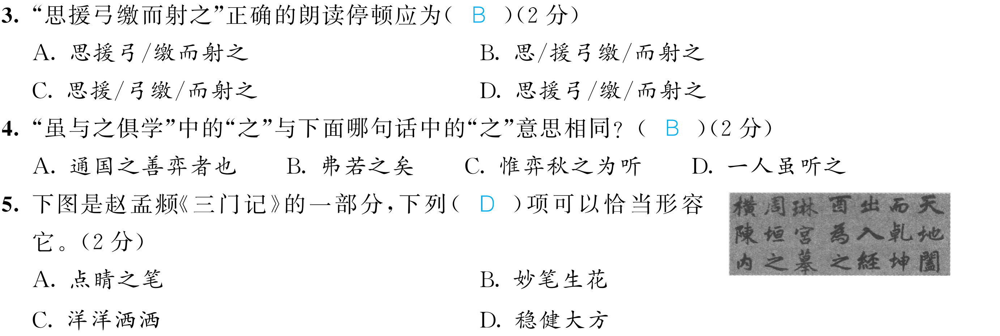 3. “思援弓缴而射之”正确的朗读停顿应为( B )(2 分)
A. 思援弓/缴而射之 B. 思/援弓缴/而射之
C. 思援/弓缴/而射之 D. 思援弓/缴/而射之
4. “虽与之俱学”中的“之”与下面哪句话中的“之”意思相同?( B )(2 分)
A. 通国之善弈者也 B. 弗若之矣 C. 惟弈秋之为听 D. 一人虽听之
5. 下图是赵孟頫《三门记》的一部分,下列( D )项可以恰当形容
它。(2 分)
A. 点睛之笔 B. 妙笔生花
C. 洋洋洒洒 D. 稳健大方
天地闔
而乹坤
出入經
酉為之
琳宮墓
周垣之
橫陳内